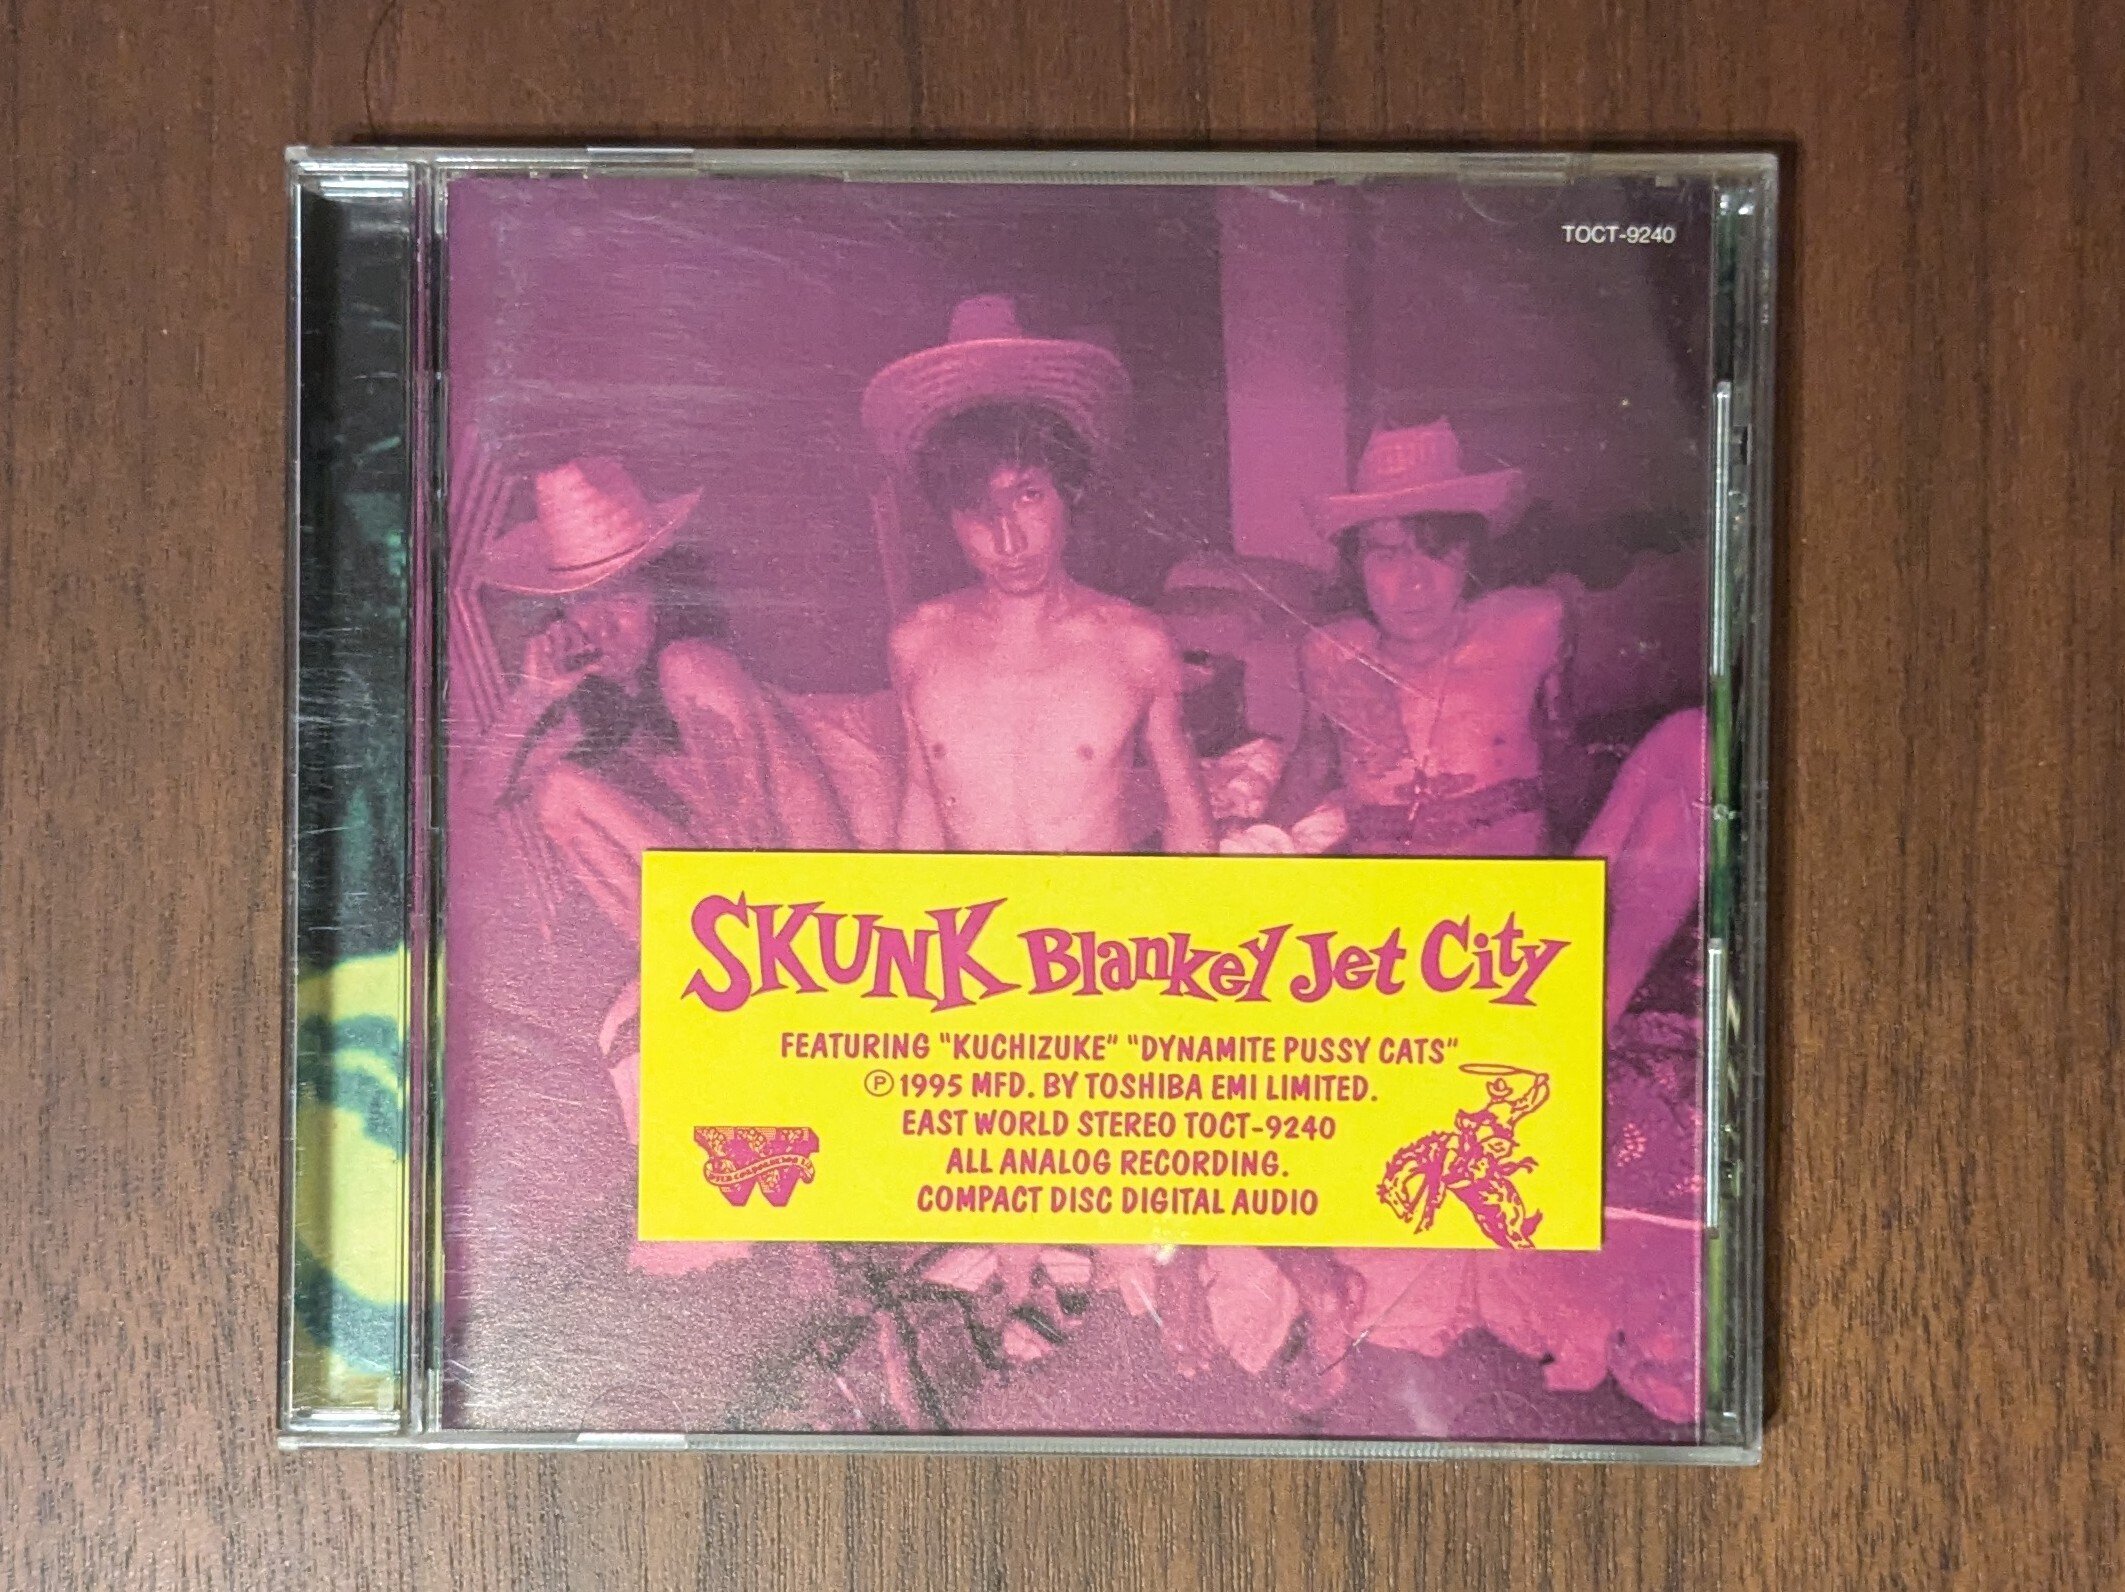 TOCT-9240
SKUNK Blankey Jet City
FEATURING "KUCHIZUKE" "DYNAMITE PUSSY CATS"
Ⓟ 1995 MFD. BY TOSHIBA EMI LIMITED.
EAST WORLD STEREO TOCT-9240
ALL ANALOG RECORDING.
COMPACT DISC DIGITAL AUDIO
W